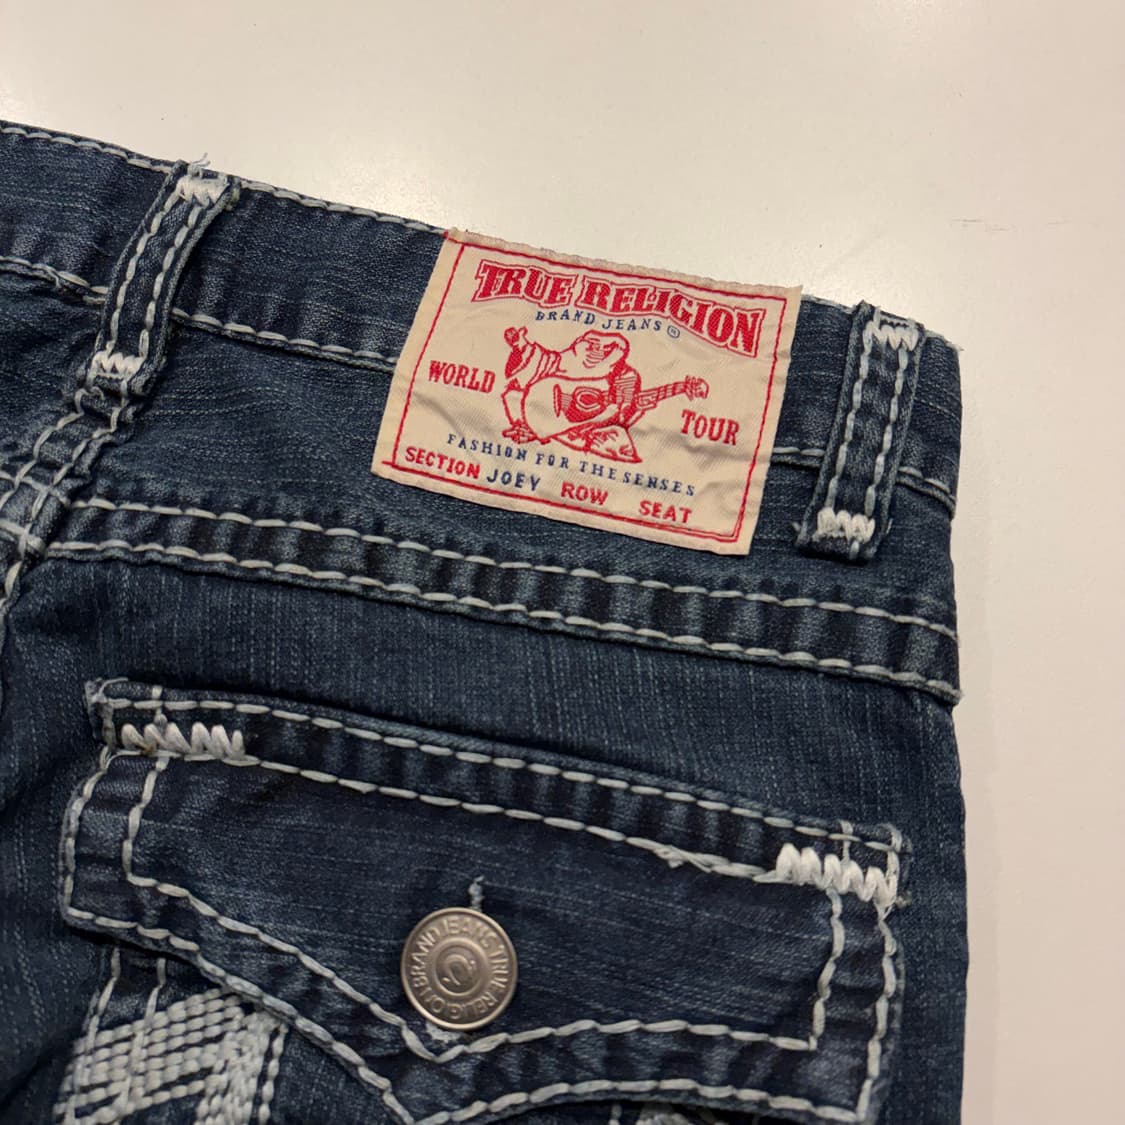 TRUE RELIGION
BRAND JEANS ®
WORLD TOUR
FASHION FOR THE SENSES
SECTION JOEY ROW SEAT
TRUE RELIGION BRAND JEANS